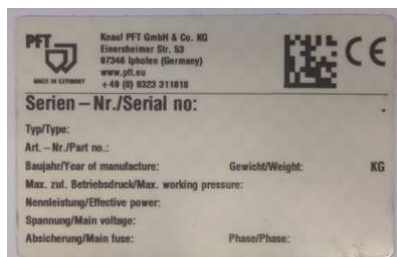 PFT
MADE IN GERMANY
Knauf PFT GmbH & Co. KG
Einersheimer Str. 53
97346 Iphofen (Germany)
www.pft.eu
+49 (0) 9323 311818
CE
Serien – Nr./Serial no:
Typ/Type:
Art. – Nr./Part no.:
Baujahr/Year of manufacture: Gewicht/Weight: KG
Max. zul. Betriebsdruck/Max. working pressure:
Nennleistung/Effective power:
Spannung/Main voltage:
Absicherung/Main fuse: Phase/Phase: